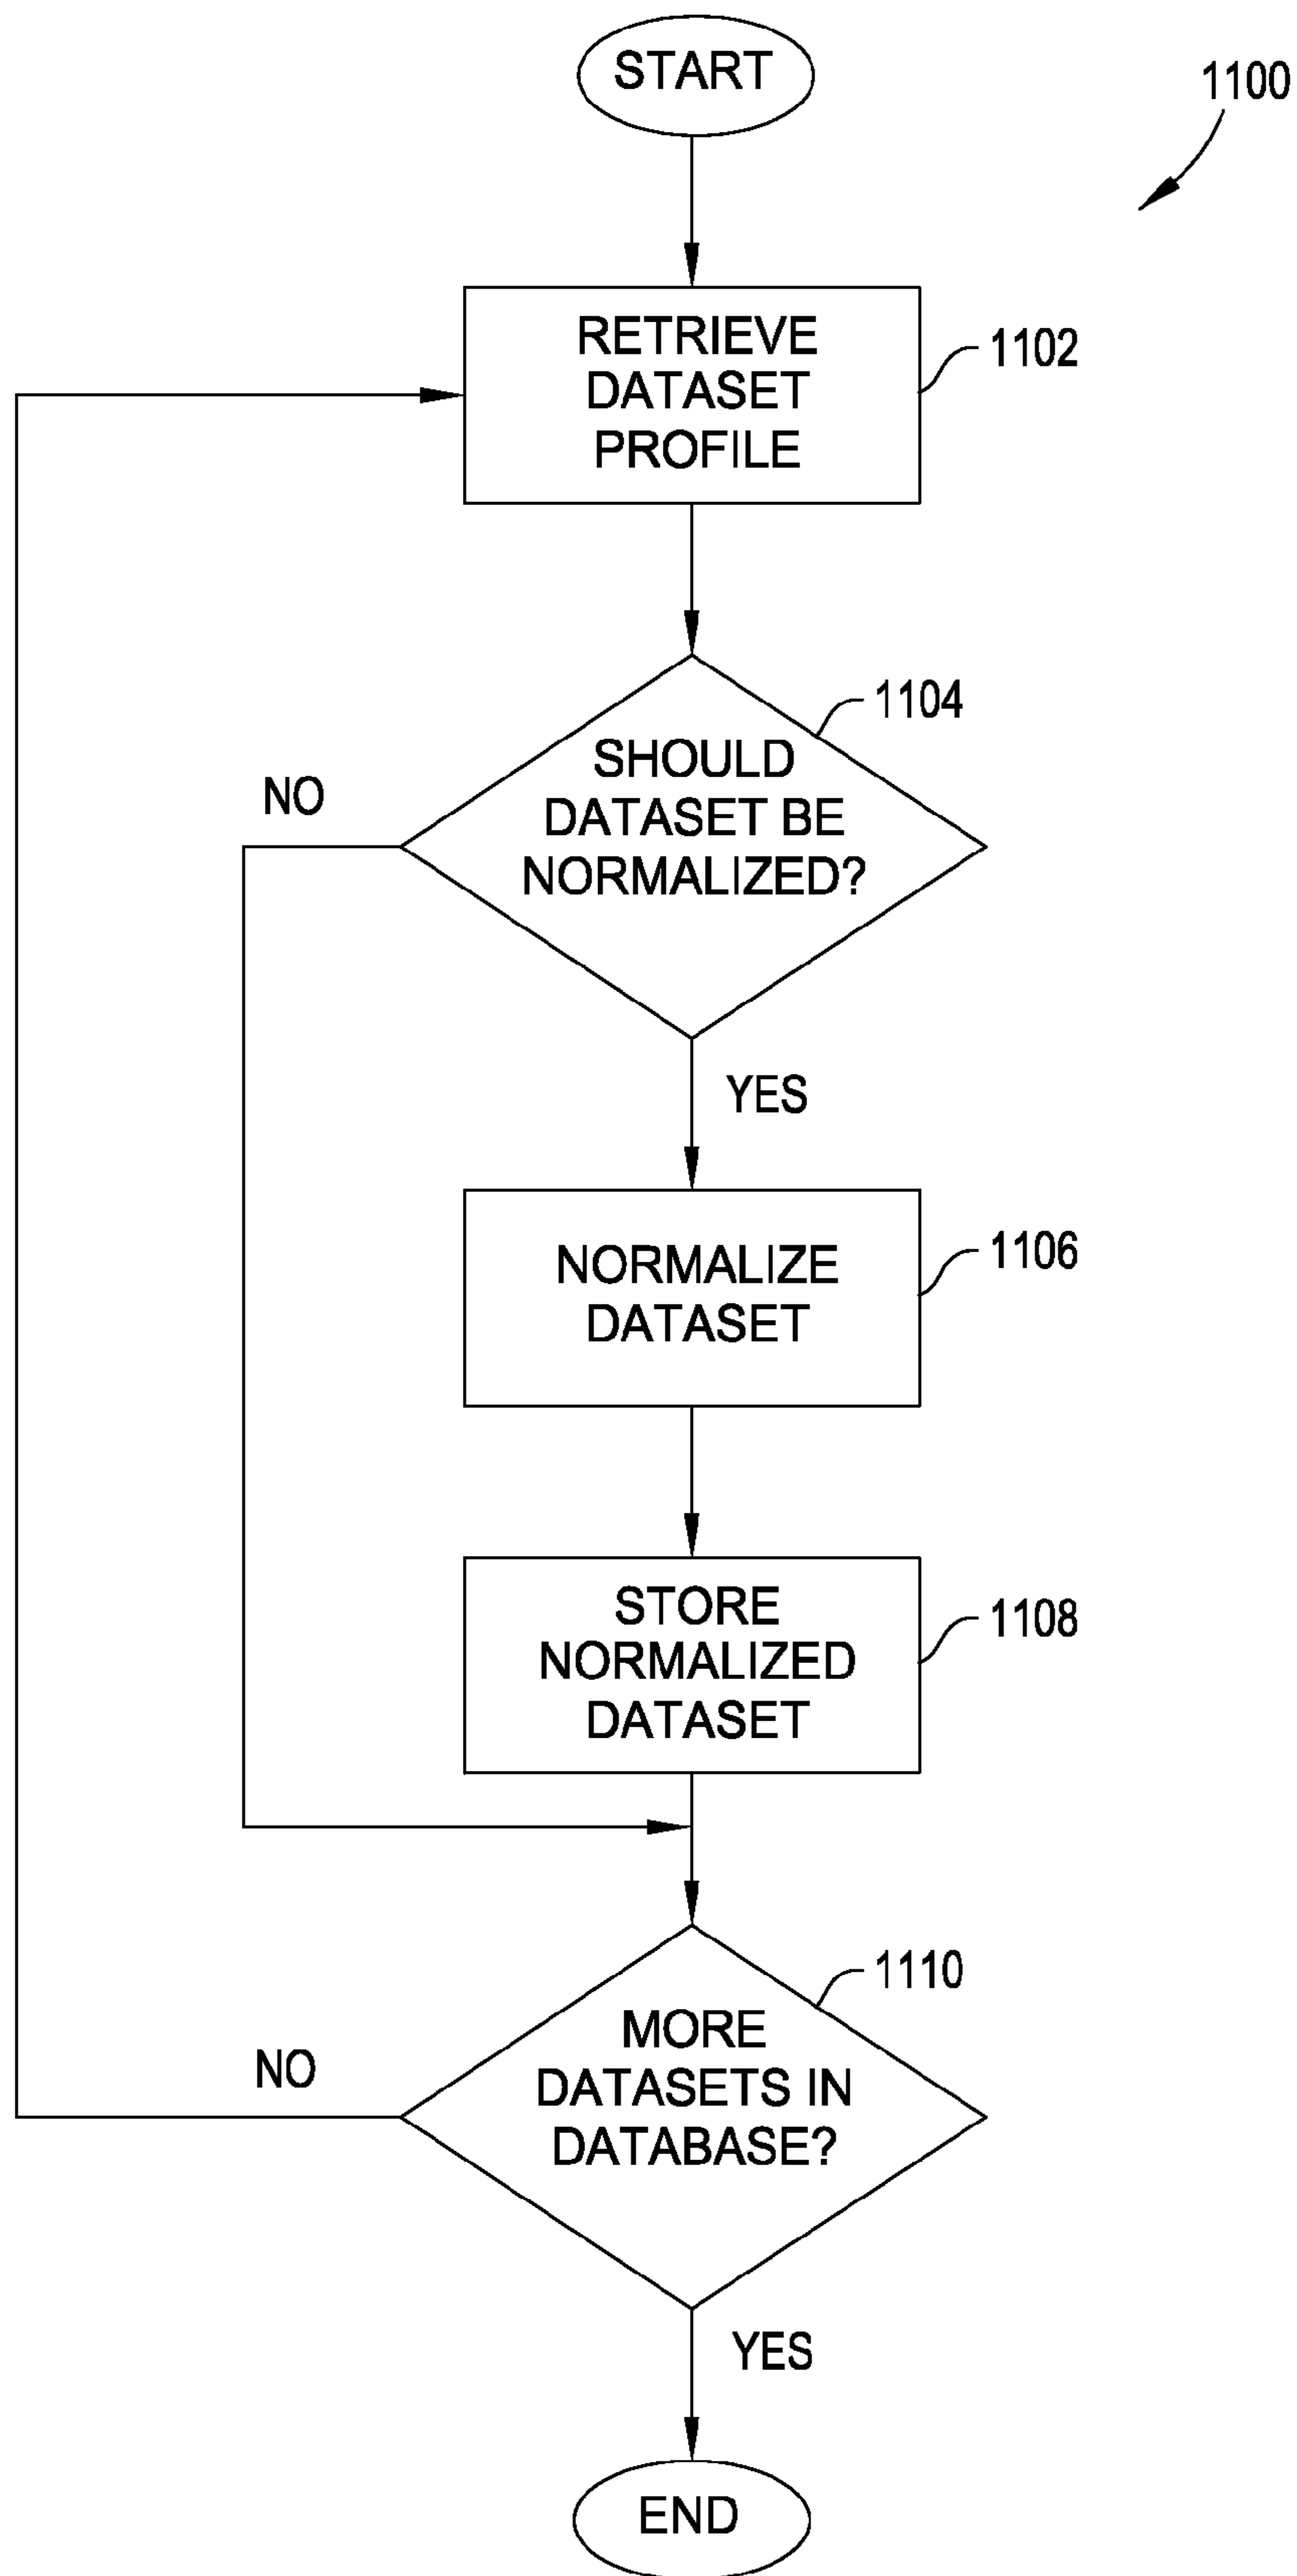 START
1100
RETRIEVE
DATASET
PROFILE
1102
1104
SHOULD
DATASET BE
NORMALIZED?
NO
YES
NORMALIZE
DATASET
1106
STORE
NORMALIZED
DATASET
1108
1110
MORE
DATASETS IN
DATABASE?
NO
YES
END